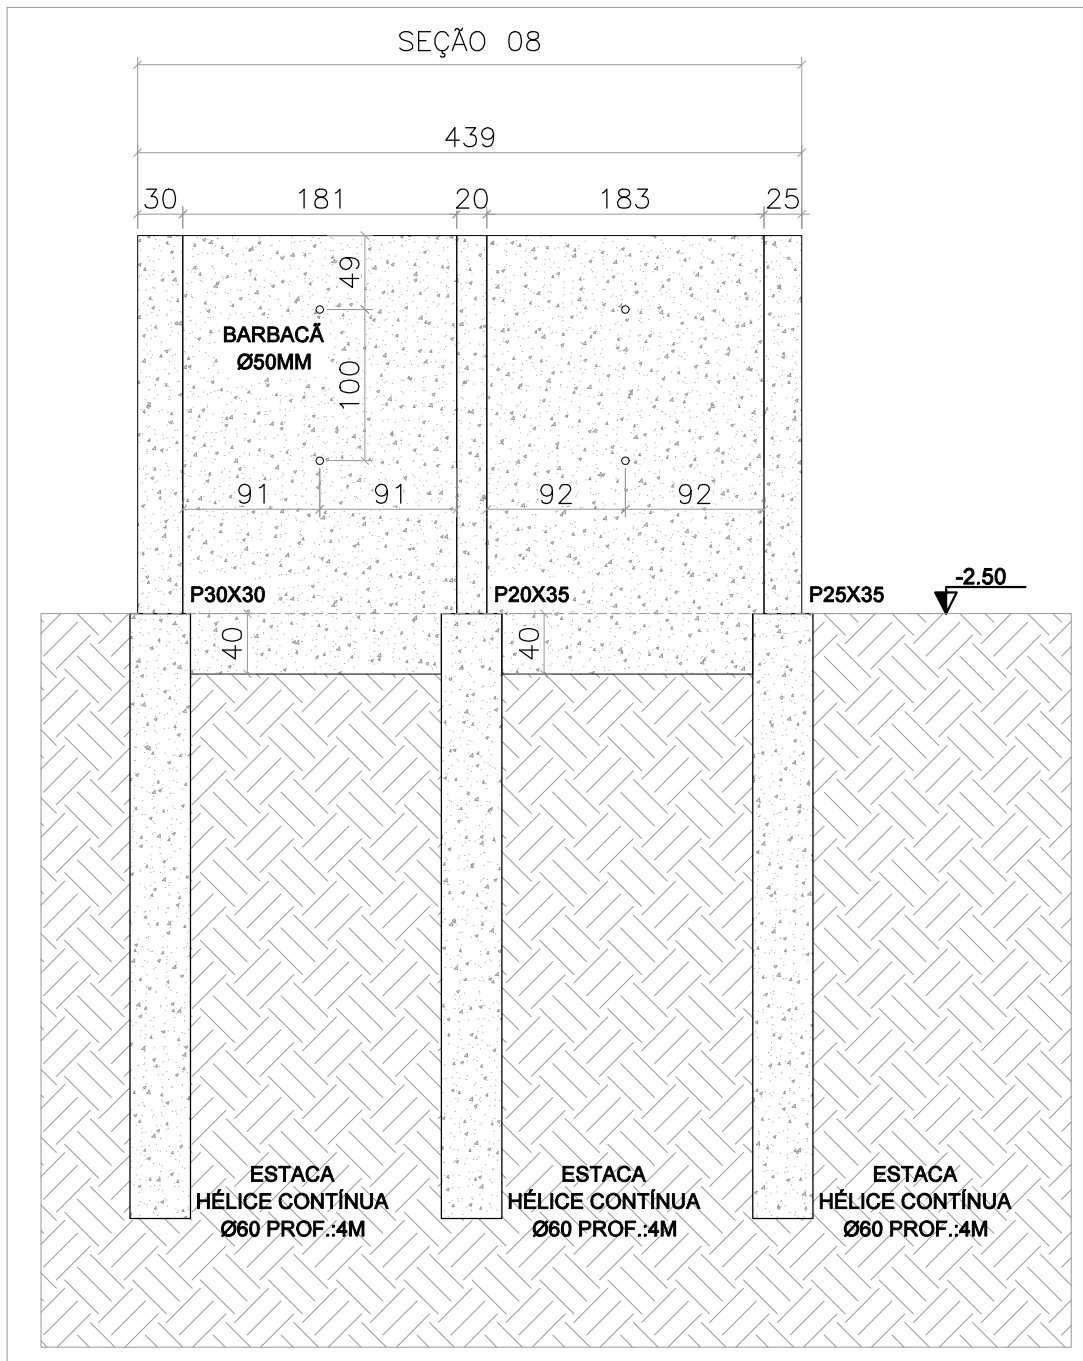 SEÇÃO 08
439
30 181 20 183 25
49
BARBACÃ
Ø50MM
100
91 91 92 92
P30X30 P20X35 P25X35 -2.50
40 40
ESTACA
HÉLICE CONTÍNUA
Ø60 PROF.:4M
ESTACA
HÉLICE CONTÍNUA
Ø60 PROF.:4M
ESTACA
HÉLICE CONTÍNUA
Ø60 PROF.:4M